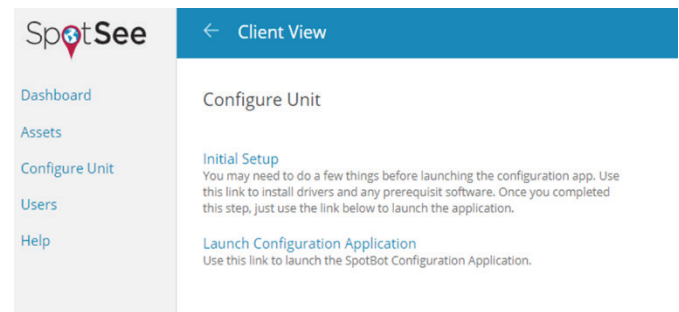 SpotSee
← Client View
Dashboard
Assets
Configure Unit
Users
Help
Configure Unit
Initial Setup
You may need to do a few things before launching the configuration app. Use
this link to install drivers and any prerequisit software. Once you completed
this step, just use the link below to launch the application.
Launch Configuration Application
Use this link to launch the SpotBot Configuration Application.